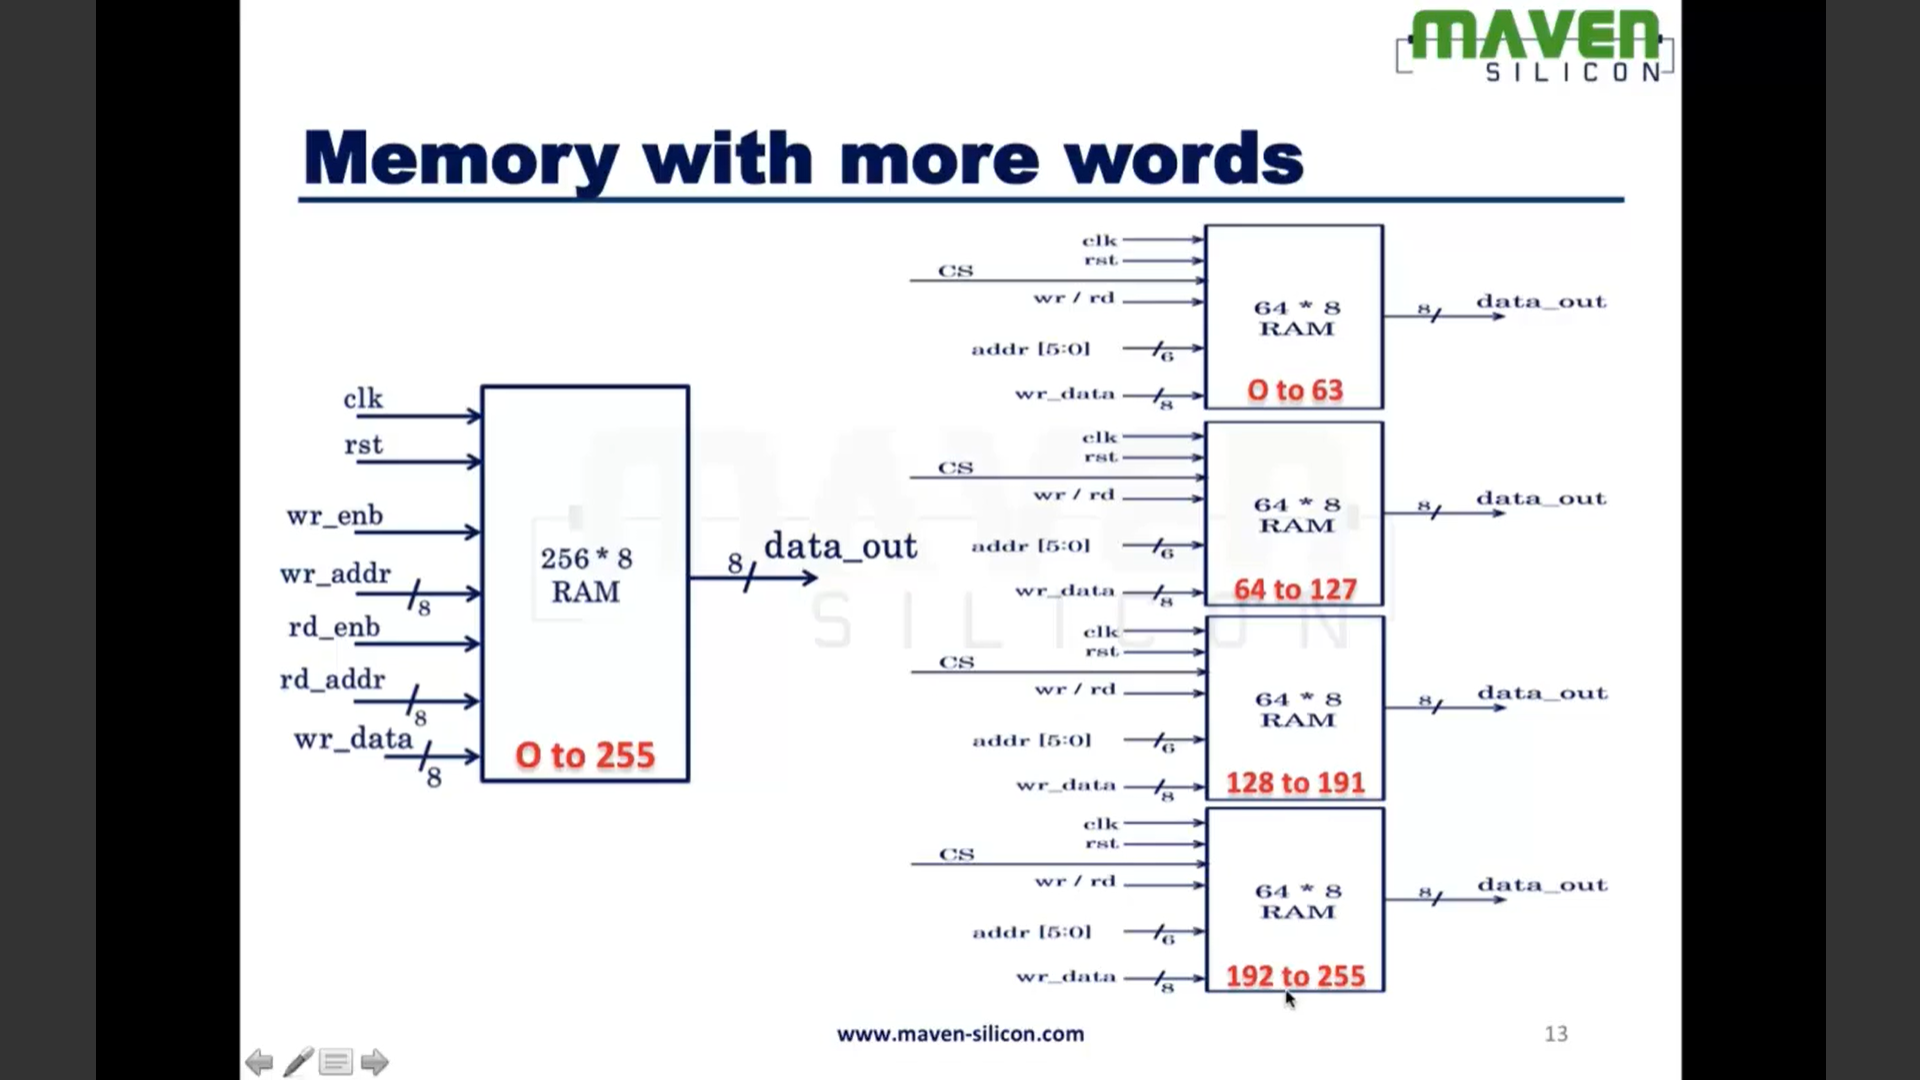 MAVEN
SILICON
Memory with more words
clk
rst
wr_enb
wr_addr
8
rd_enb
rd_addr
8
wr_data
8
256 * 8
RAM
O to 255
8
data_out
clk
rst
CS
wr / rd
addr [5:0]
6
wr_data
8
64 * 8
RAM
O to 63
8
data_out
clk
rst
CS
wr / rd
addr [5:0]
6
wr_data
8
64 * 8
RAM
64 to 127
8
data_out
clk
rst
CS
wr / rd
addr [5:0]
6
wr_data
8
64 * 8
RAM
128 to 191
8
data_out
clk
rst
CS
wr / rd
addr [5:0]
6
wr_data
8
64 * 8
RAM
192 to 255
8
data_out
MAVEN
SILICON
www.maven-silicon.com
13